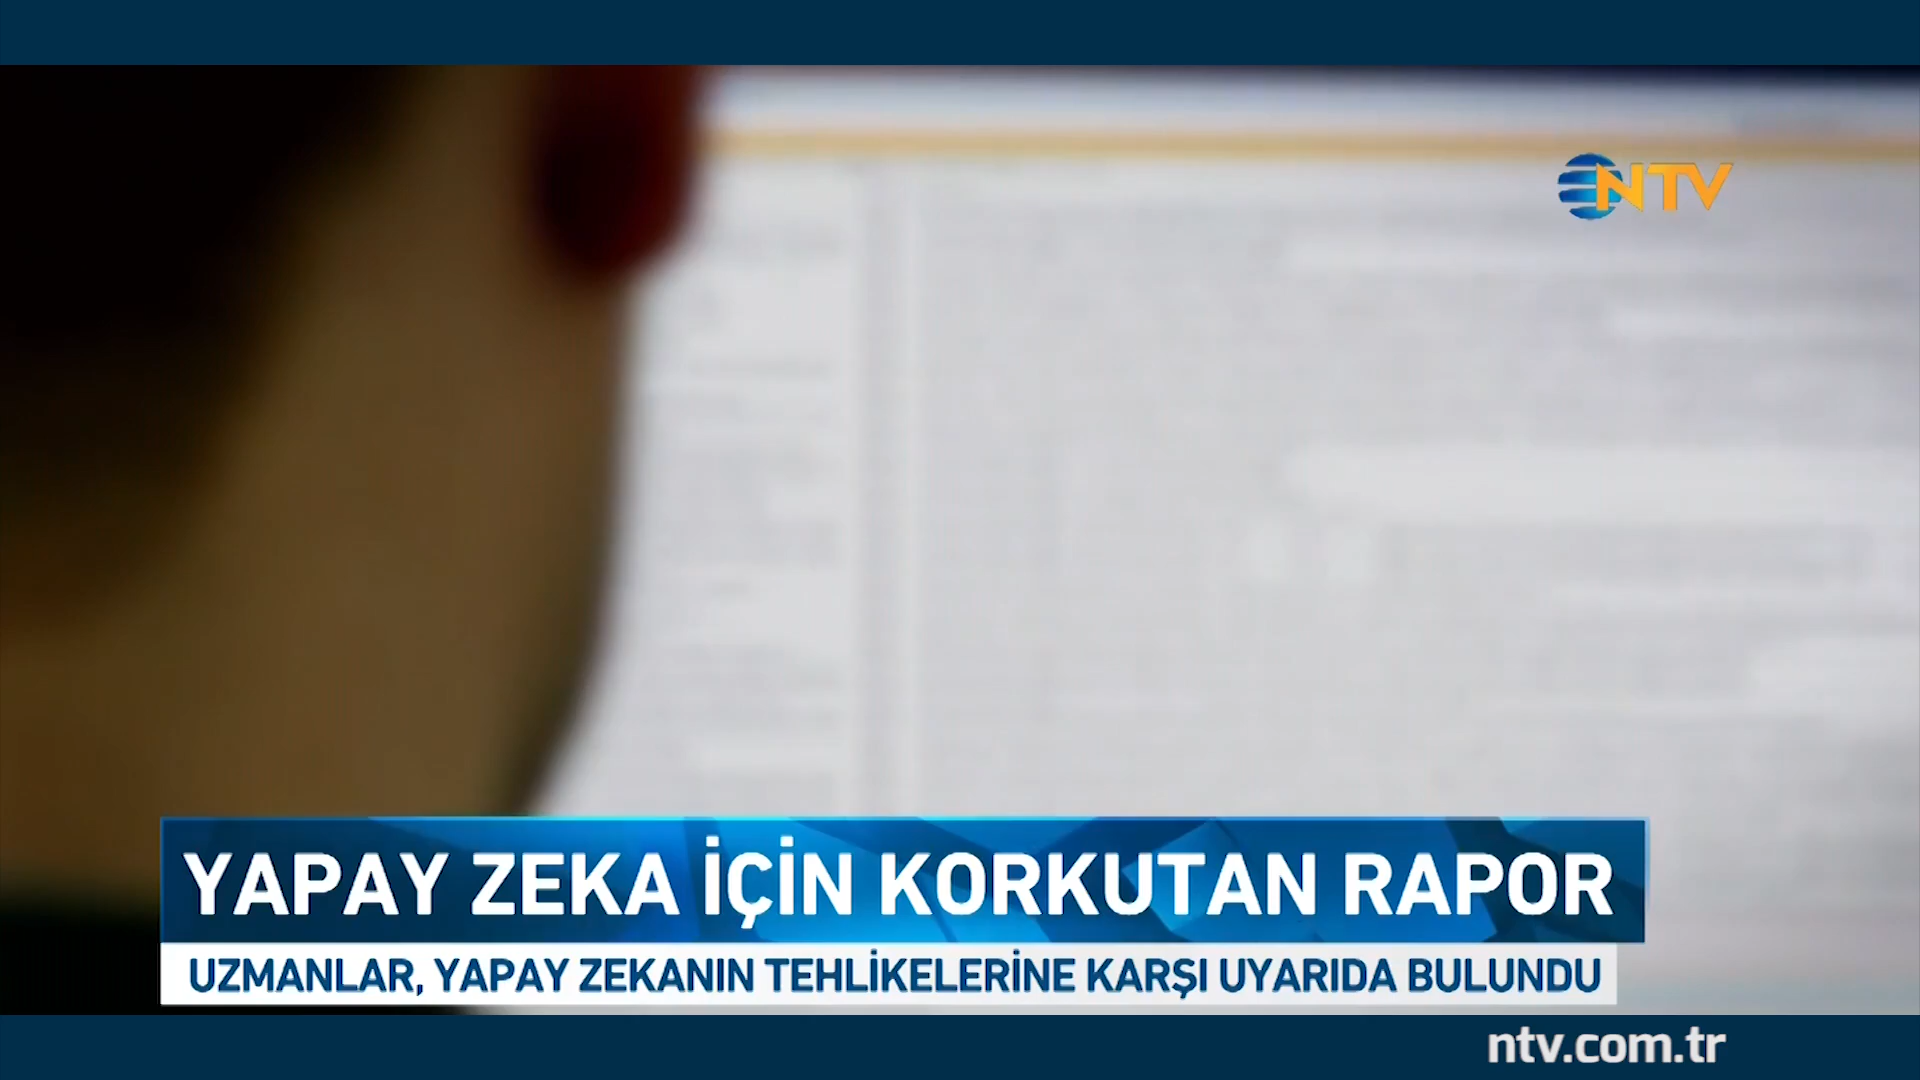 NTV
YAPAY ZEKA İÇİN KORKUTAN RAPOR
UZMANLAR, YAPAY ZEKANIN TEHLİKELERİNE KARŞI UYARIDA BULUNDU
ntv.com.tr